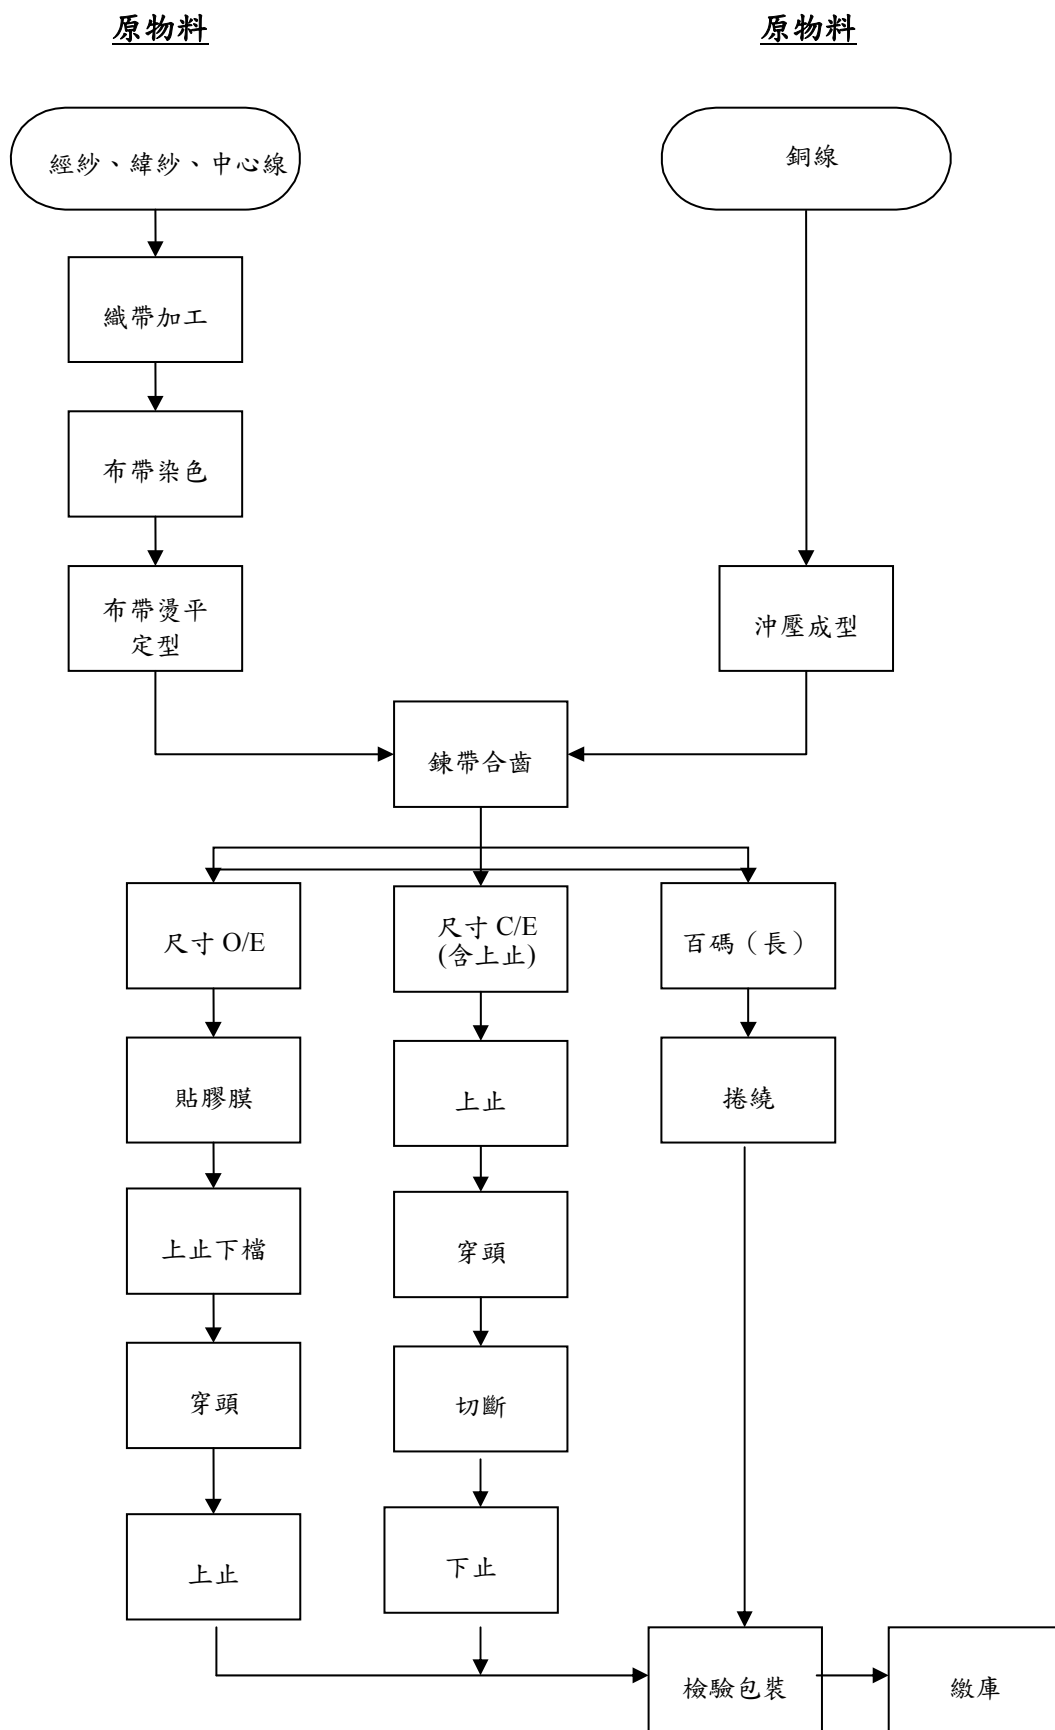 原物料
原物料
經紗、緯紗、中心線
銅線
織帶加工
布帶染色
布帶燙平
定型
沖壓成型
鍊帶合齒
尺寸 O/E
尺寸 C/E
(含上止)
百碼（長）
貼膠膜
上止
捲繞
上止下檔
穿頭
穿頭
切斷
上止
下止
檢驗包裝
繳庫